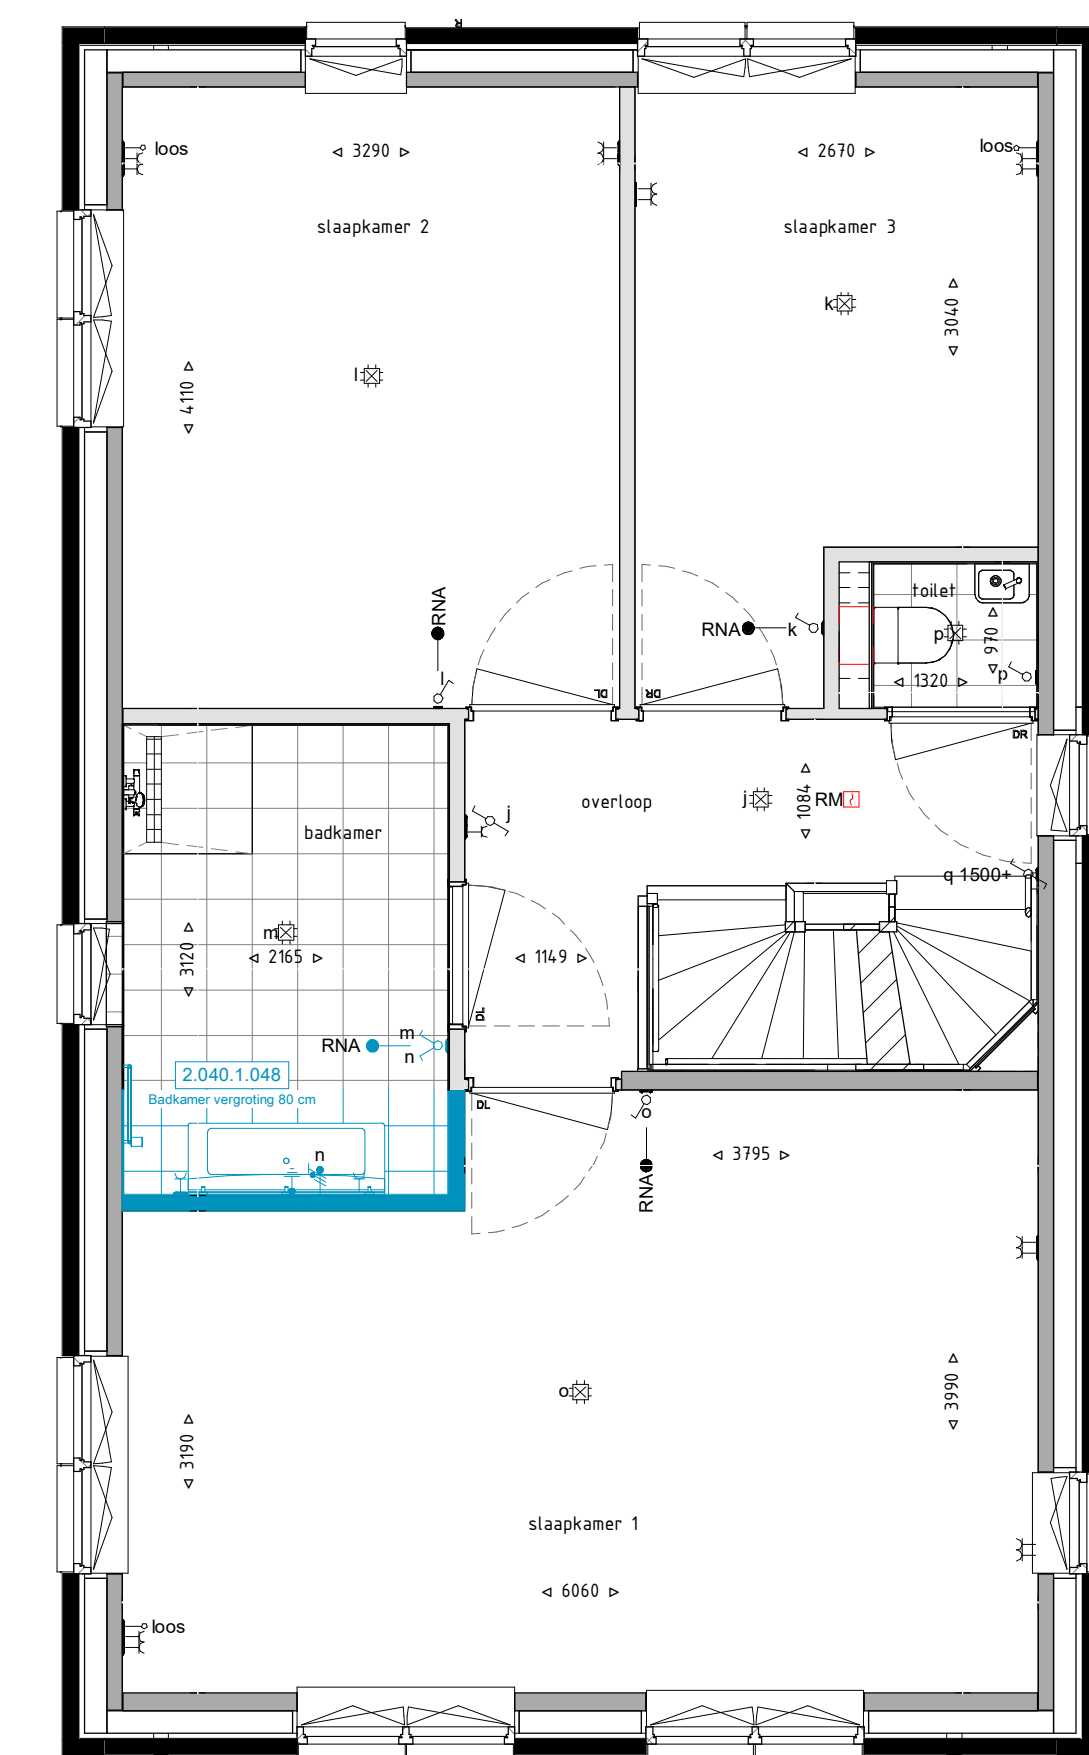 R
loos
3290
2670
loos
slaapkamer 2
slaapkamer 3
k
3040
l
4110
RNA
l
RNA
k
toilet
p
970
1320
p
DL
DR
DR
badkamer
j
overloop
j
1084
RM
q 1500+
m
3120
2165
1149
DL
RNA
m
n
2.040.1.048
Badkamer vergroting 80 cm
DL
o
n
3795
RNA
o
3990
3190
slaapkamer 1
6060
loos